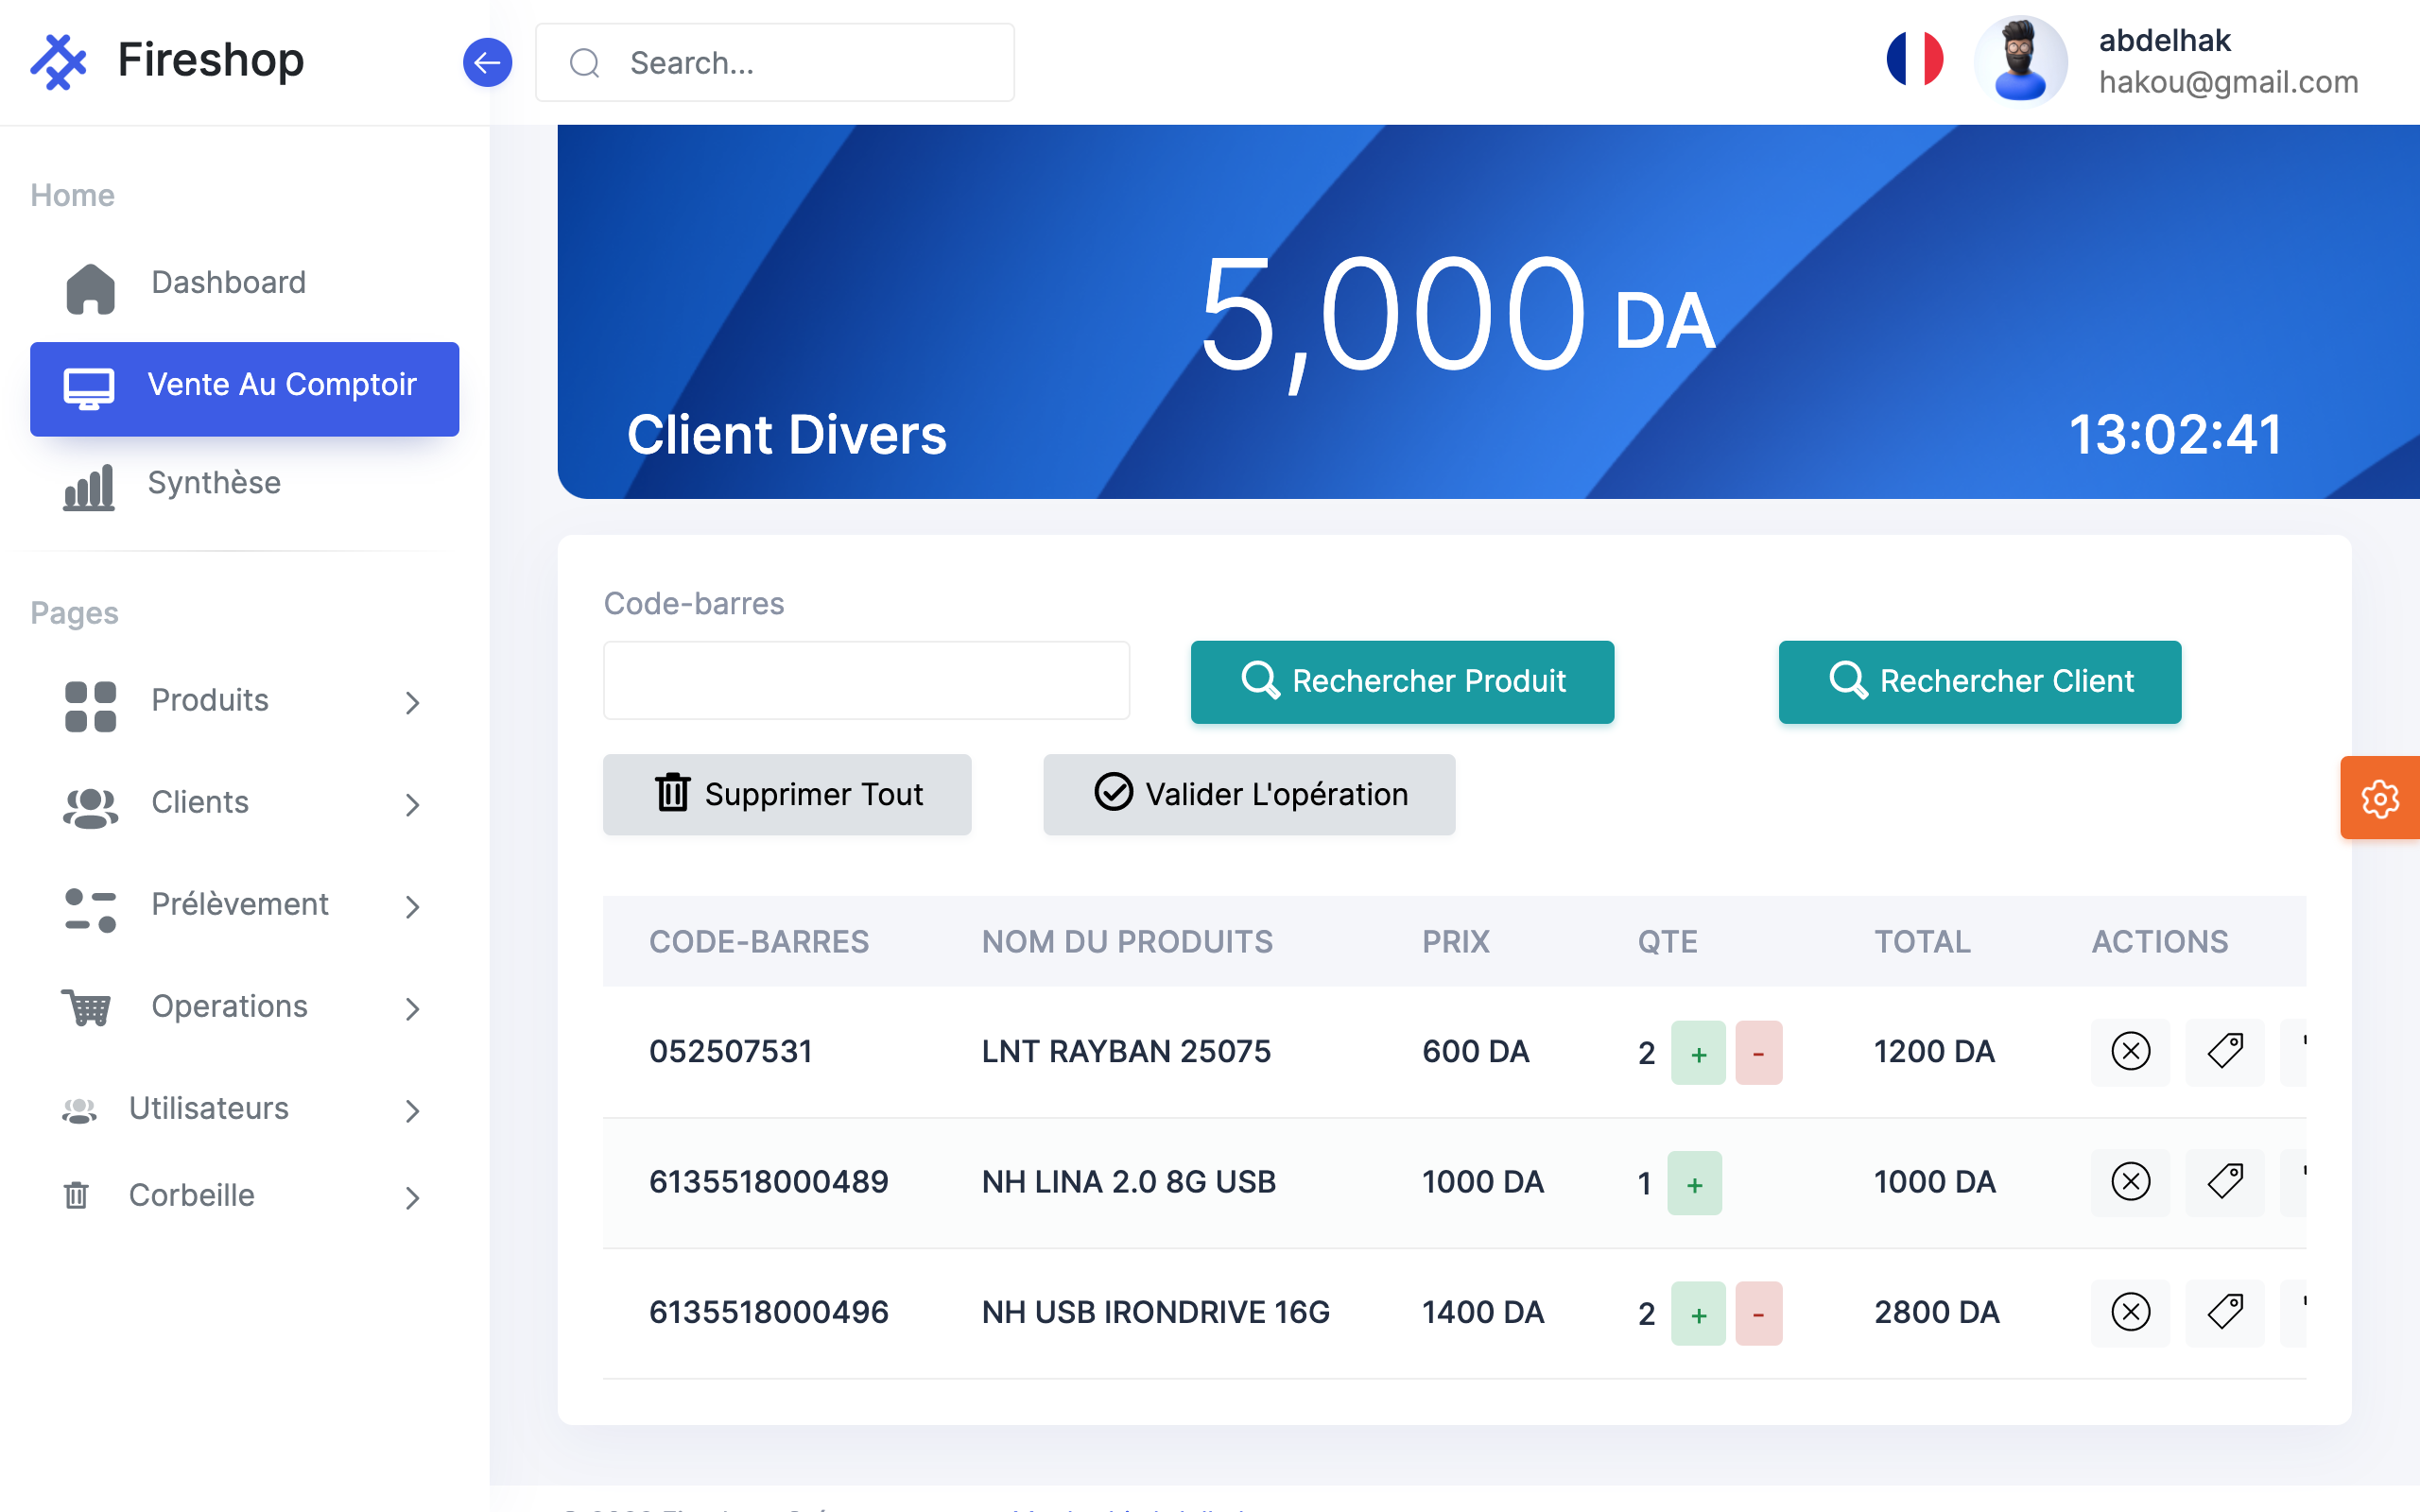 Fireshop
Search...
abdelhak
hakou@gmail.com
Home
Dashboard
Vente Au Comptoir
Synthèse
Pages
Produits
Clients
Prélèvement
Operations
Utilisateurs
Corbeille
5,000 DA
Client Divers
13:02:41
Code-barres
Rechercher Produit
Rechercher Client
Supprimer Tout
Valider L'opération
CODE-BARRES NOM DU PRODUITS PRIX QTE TOTAL ACTIONS
052507531 LNT RAYBAN 25075 600 DA 2 + - 1200 DA
6135518000489 NH LINA 2.0 8G USB 1000 DA 1 + 1000 DA
6135518000496 NH USB IRONDRIVE 16G 1400 DA 2 + - 2800 DA